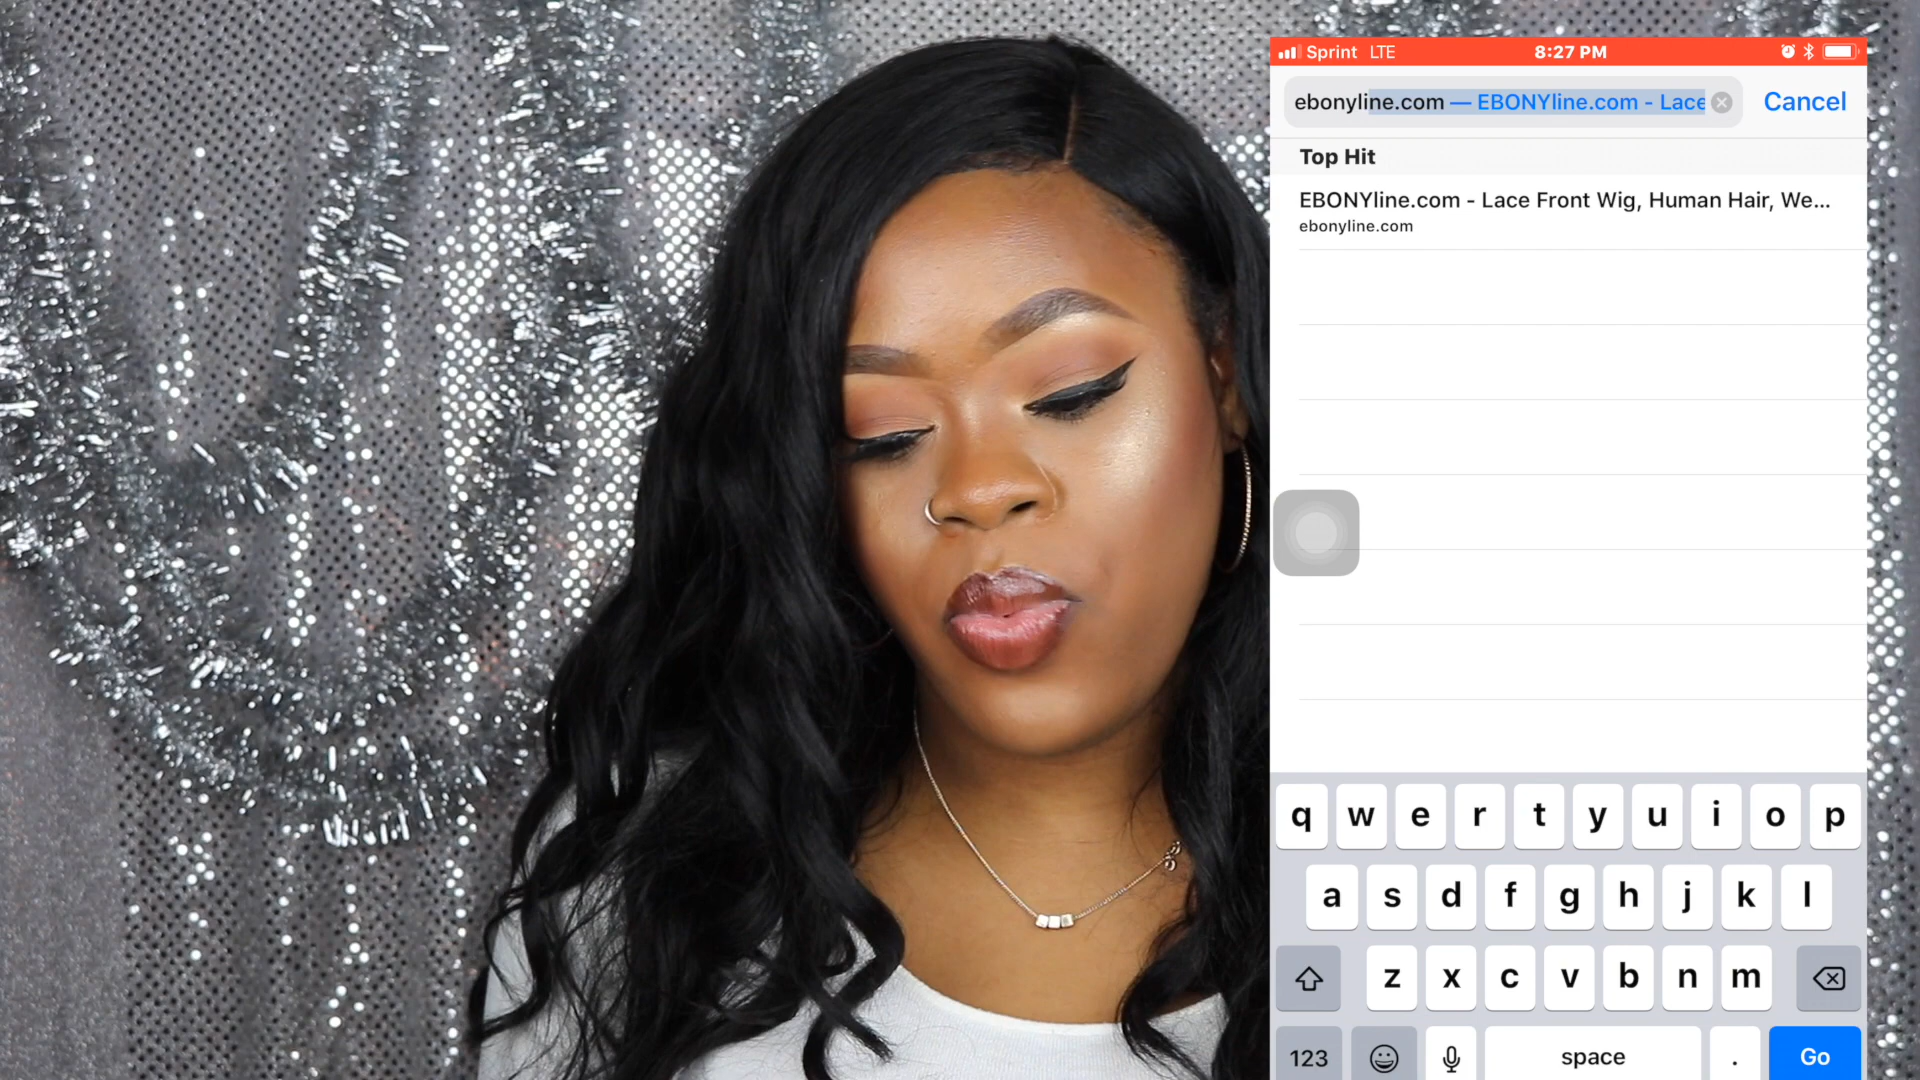 Sprint LTE 8:27 PM
ebonyline.com — EBONYline.com - Lace Cancel
Top Hit
EBONYline.com - Lace Front Wig, Human Hair, We...
ebonyline.com
q w e r t y u i o p
a s d f g h j k l
z x c v b n m
123 space . Go